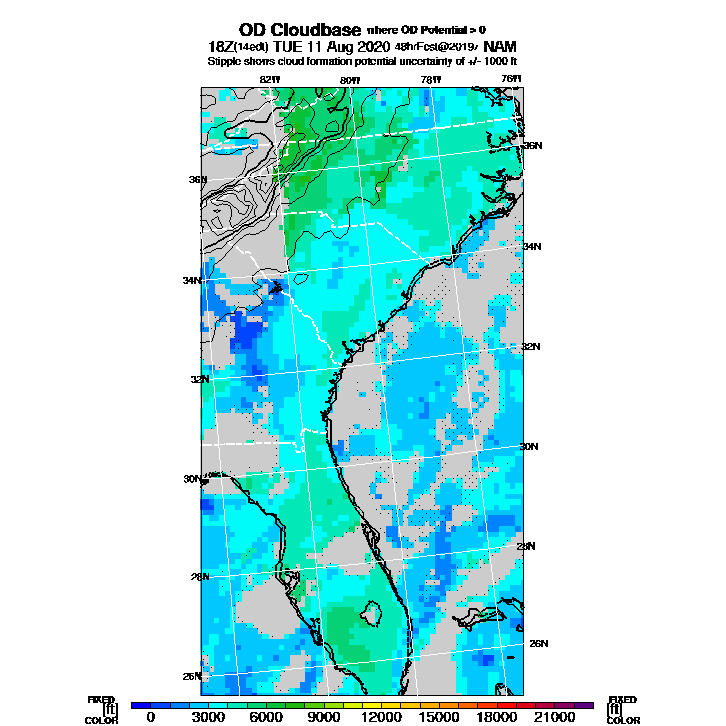 OD Cloudbase where OD Potential > 0
18Z(14edt) TUE 11 Aug 2020 48hrFcst@2019z NAM
Stipple shows cloud formation potential uncertainty of +/- 1000 ft
82W 80W 78W 76W
36N
36N
34N
34N
32N
32N
30N
30N
28N
28N
26N
26N
FIXED FIXED
[ft] [ft]
COLOR COLOR
0 3000 6000 9000 12000 15000 18000 21000